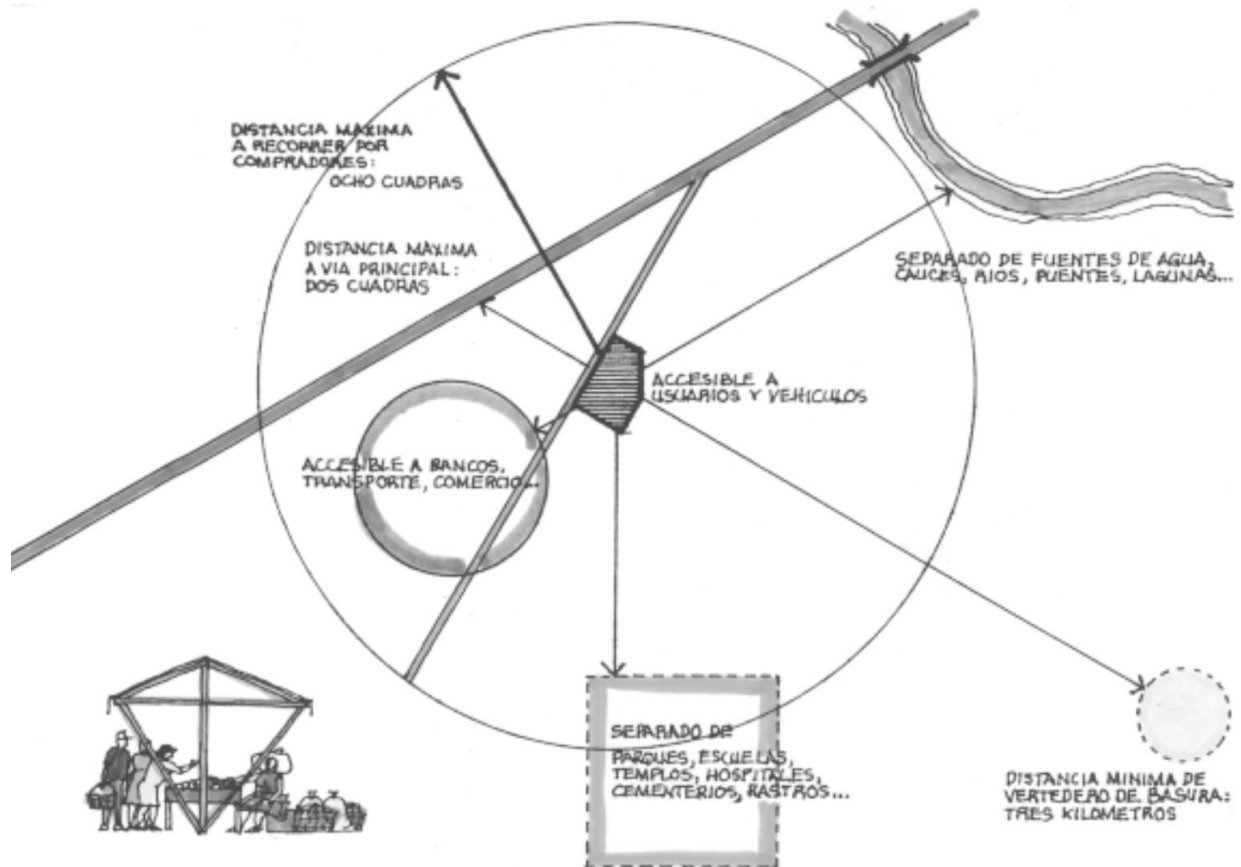 DISTANCIA MAXIMA
A RECORRER POR
COMPRADORES:
OCHO CUADRAS
DISTANCIA MAXIMA
A VIA PRINCIPAL:
DOS CUADRAS
SEPARADO DE FUENTES DE AGUA,
CAUCES, RIOS, PUENTES, LAGUNAS...
ACCESIBLE A
USUARIOS Y VEHICULOS
ACCESIBLE A BANCOS,
TRANSPORTE, COMERCIO...
SEPARADO DE
PARQUES, ESCUELAS,
TEMPLOS, HOSPITALES,
CEMENTERIOS, RASTROS...
DISTANCIA MINIMA DE
VERTEDERO DE BASURA:
TRES KILOMETROS